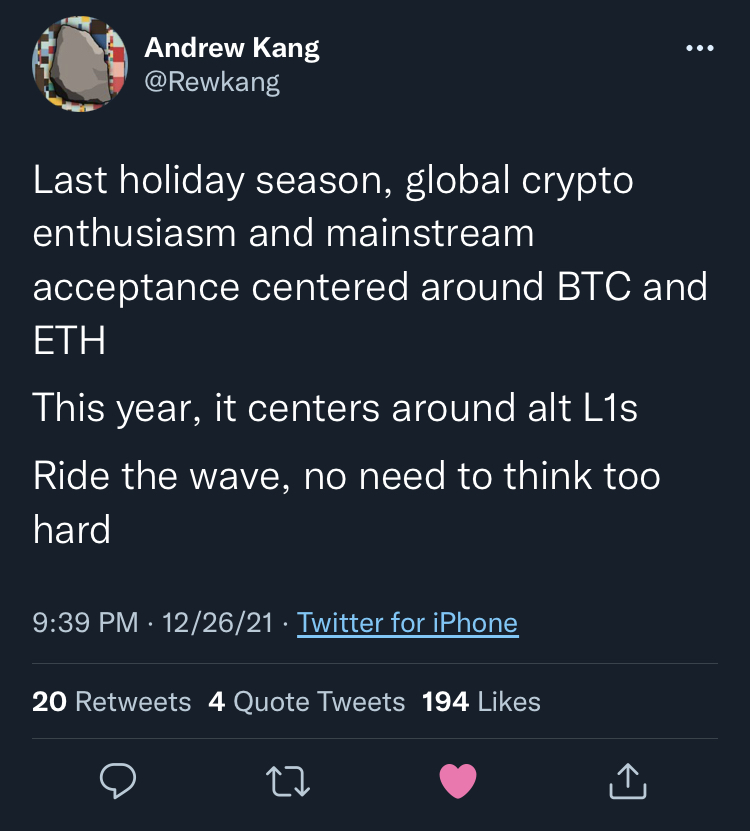 Andrew Kang
@Rewkang
Last holiday season, global crypto
enthusiasm and mainstream
acceptance centered around BTC and
ETH
This year, it centers around alt L1s
Ride the wave, no need to think too
hard
9:39 PM · 12/26/21 · Twitter for iPhone
20 Retweets 4 Quote Tweets 194 Likes